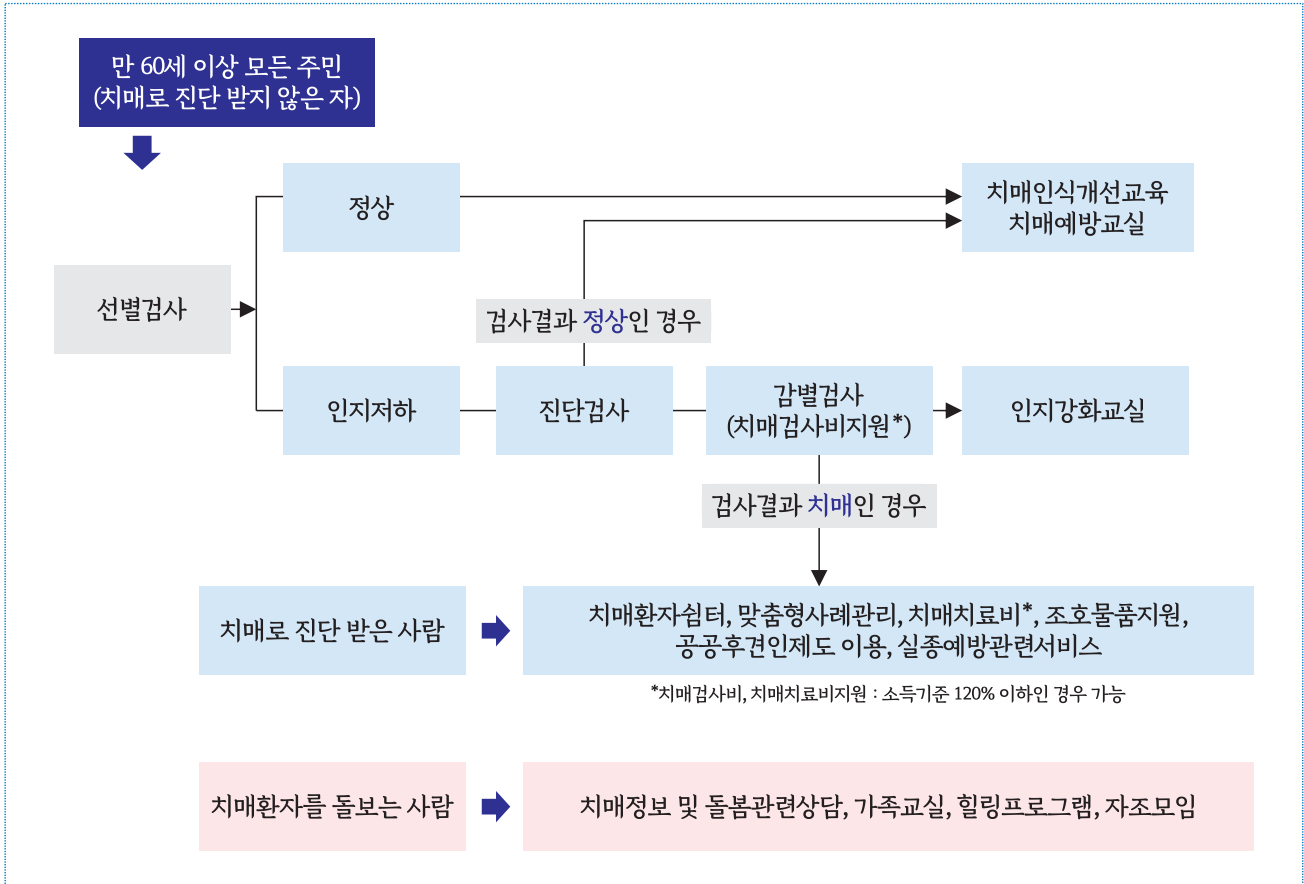 만 60세 이상 모든 주민
(치매로 진단 받지 않은 자)
선별검사
정상
치매인식개선교육
치매예방교실
검사결과 정상인 경우
인지저하
진단검사
감별검사
(치매검사비지원*)
인지강화교실
검사결과 치매인 경우
치매로 진단 받은 사람
치매환자쉼터, 맞춤형사례관리, 치매치료비*, 조호물품지원,
공공후견인제도 이용, 실종예방관련서비스
*치매검사비, 치매치료비지원 : 소득기준 120% 이하인 경우 가능
치매환자를 돌보는 사람
치매정보 및 돌봄관련상담, 가족교실, 힐링프로그램, 자조모임